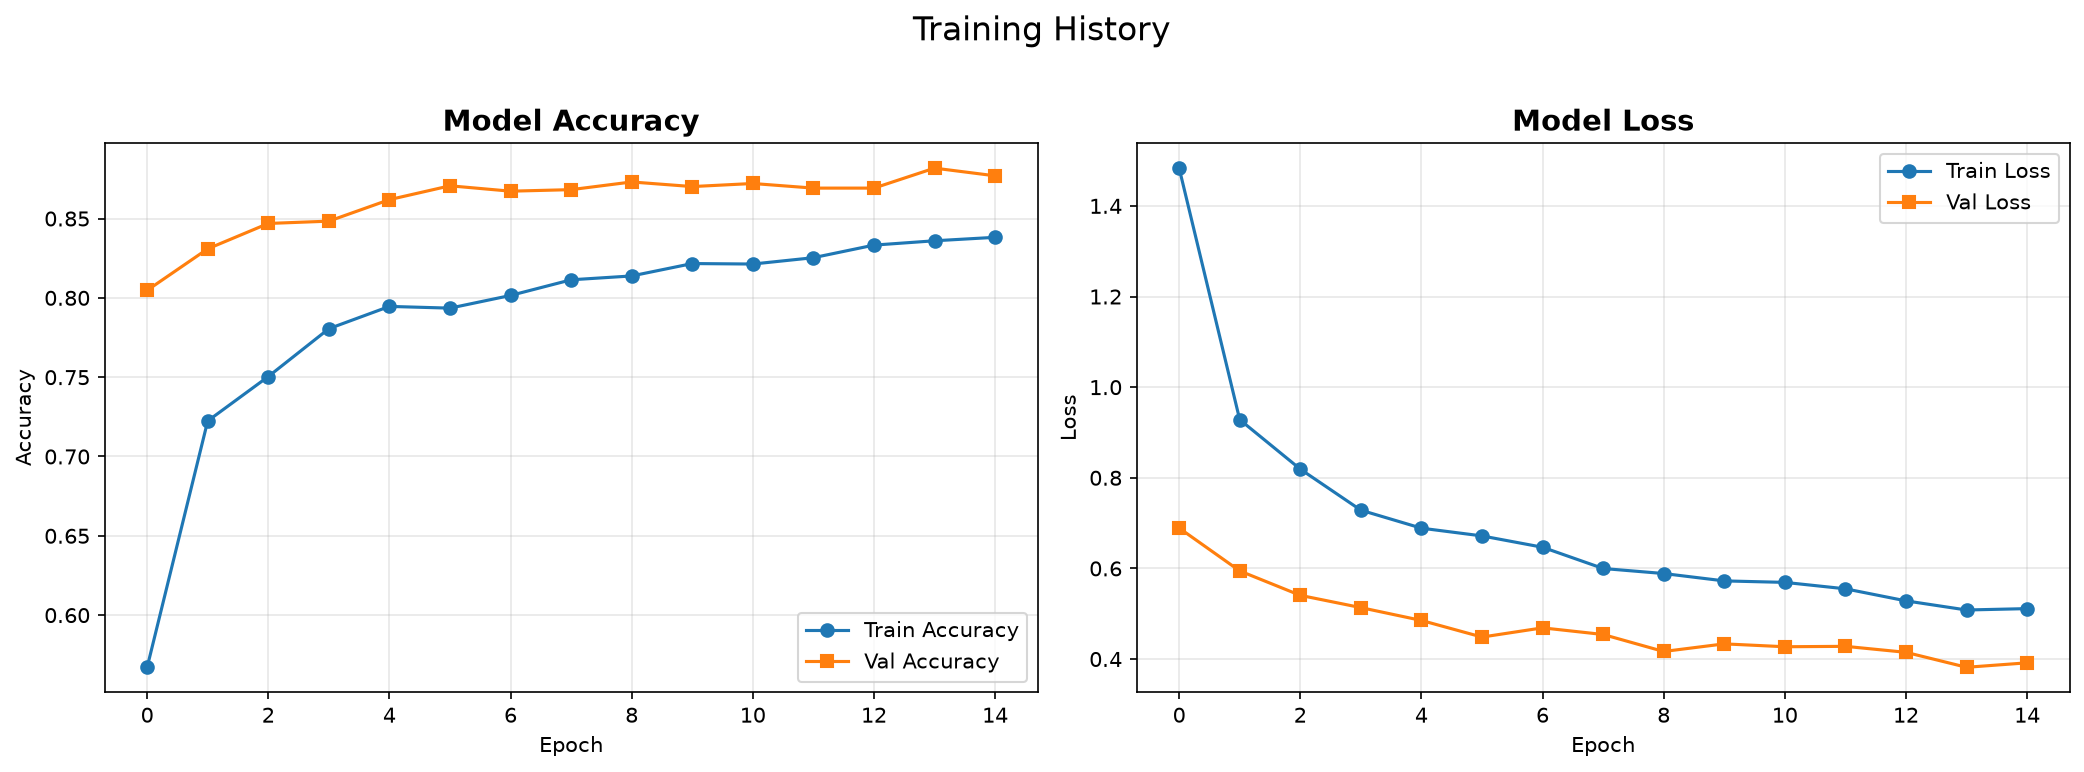 Training History
Model Accuracy
Accuracy
0.85
0.80
0.75
0.70
0.65
0.60
0 2 4 6 8 10 12 14
Epoch
Train Accuracy
Val Accuracy
Model Loss
Loss
1.4
1.2
1.0
0.8
0.6
0.4
0 2 4 6 8 10 12 14
Epoch
Train Loss
Val Loss